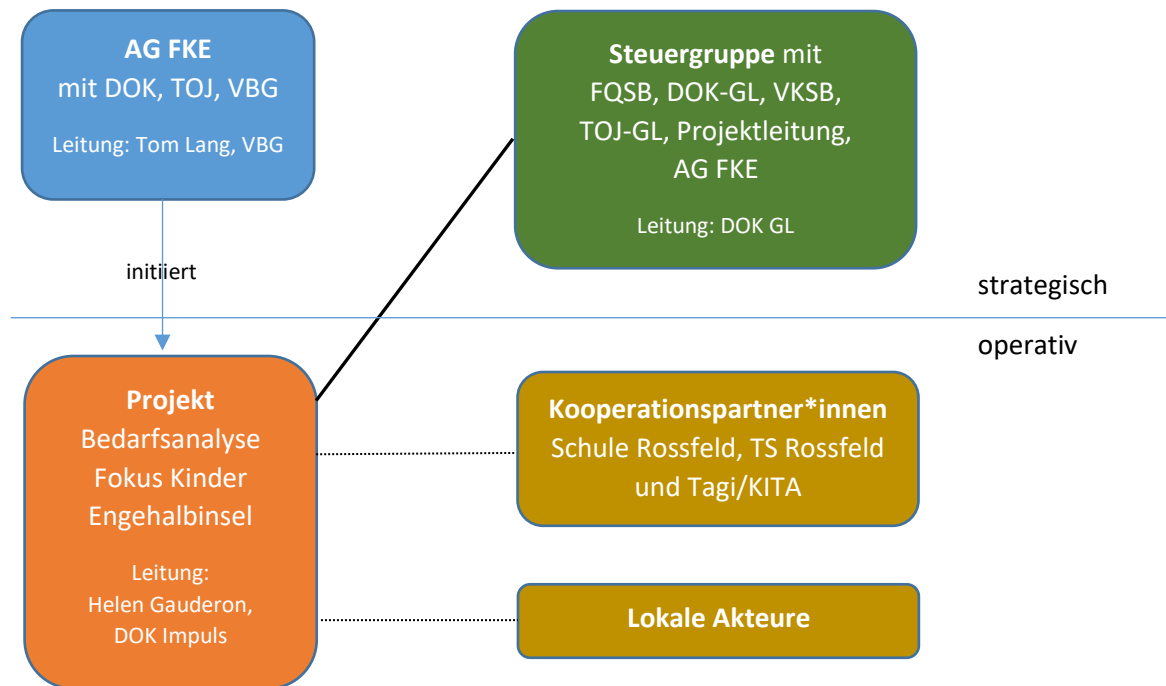 AG FKE
mit DOK, TOJ, VBG
Leitung: Tom Lang, VBG
Steuergruppe mit
FQSB, DOK-GL, VKSB,
TOJ-GL, Projektleitung,
AG FKE
Leitung: DOK GL
initiiert
strategisch
operativ
Projekt
Bedarfsanalyse
Fokus Kinder
Engehalbinsel
Leitung:
Helen Gauderon,
DOK Impuls
Kooperationspartner*innen
Schule Rossfeld, TS Rossfeld
und Tagi/KITA
Lokale Akteure